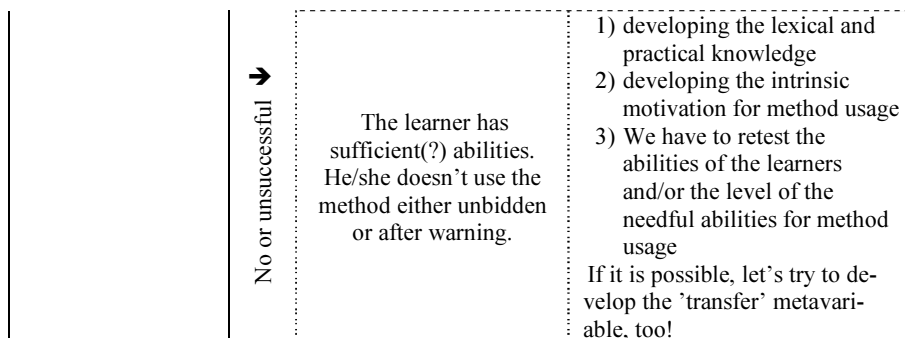 No or unsuccessful ➔
The learner has
sufficient(?) abilities.
He/she doesn’t use the
method either unbidden
or after warning.
1) developing the lexical and
practical knowledge
2) developing the intrinsic
motivation for method usage
3) We have to retest the
abilities of the learners
and/or the level of the
needful abilities for method
usage
If it is possible, let’s try to de-
velop the ’transfer’ metavari-
able, too!